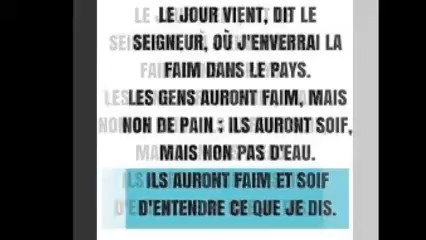 LE JOUR VIENT, DIT LE
SEIGNEUR, OÙ J'ENVERRAI LA
FAIM DANS LE PAYS.
LES GENS AURONT FAIM, MAIS
NON DE PAIN : ILS AURONT SOIF,
MAIS NON PAS D'EAU.
ILS AURONT FAIM ET SOIF
D'ENTENDRE CE QUE JE DIS.